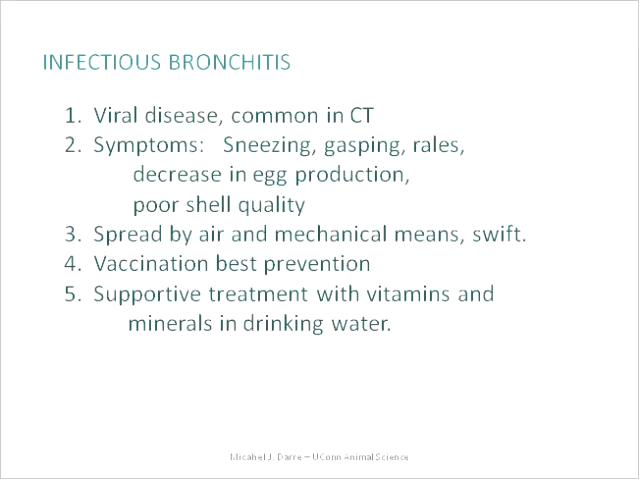 INFECTIOUS BRONCHITIS
1. Viral disease, common in CT
2. Symptoms: Sneezing, gasping, rales,
decrease in egg production,
poor shell quality
3. Spread by air and mechanical means, swift.
4. Vaccination best prevention
5. Supportive treatment with vitamins and
minerals in drinking water.
Micahel J. Darre – UConn Animal Science